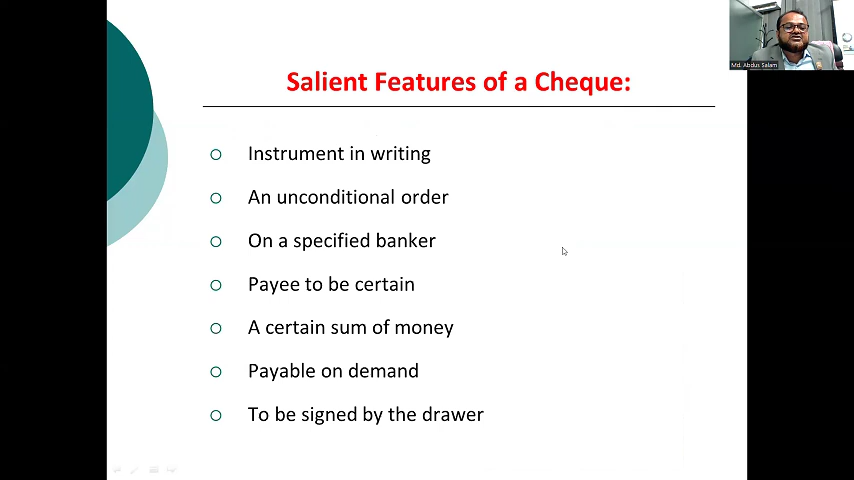 Salient Features of a Cheque:
Instrument in writing
An unconditional order
On a specified banker
Payee to be certain
A certain sum of money
Payable on demand
To be signed by the drawer
Md. Abdus Salam